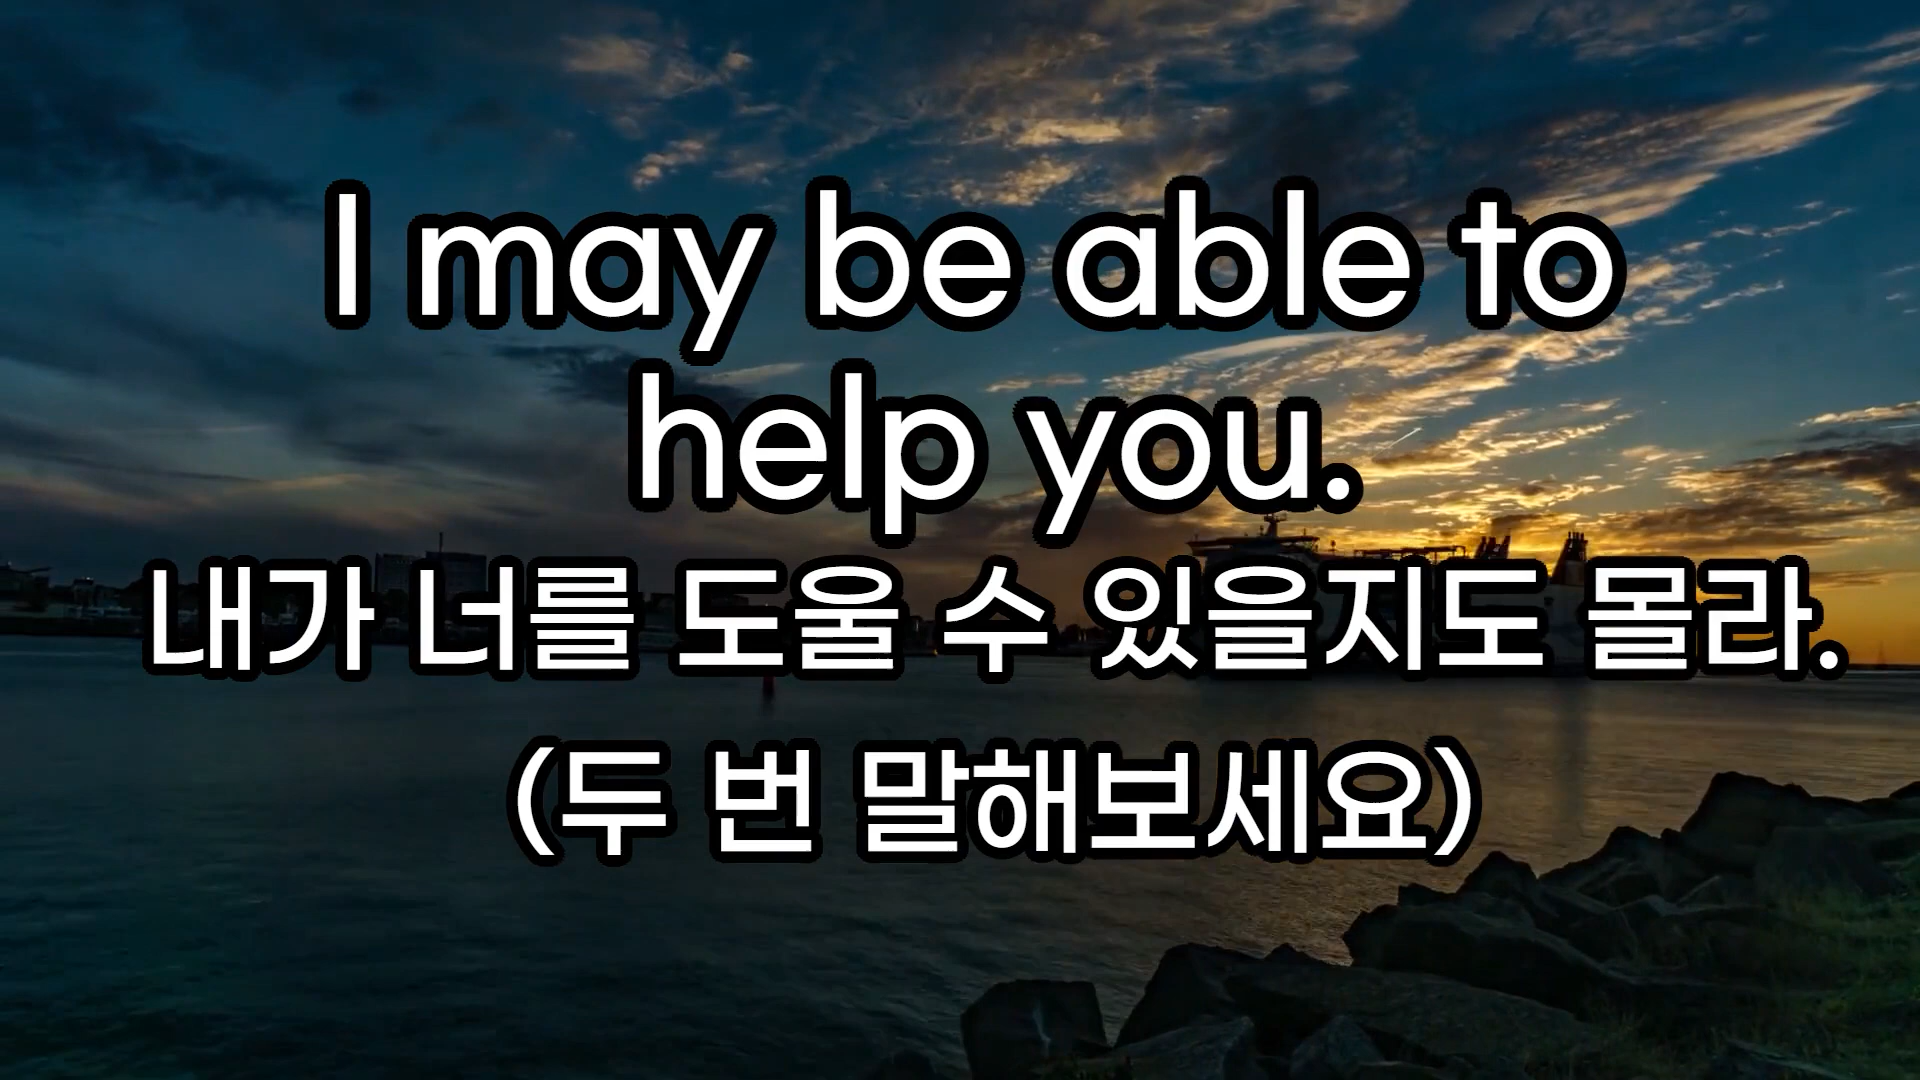 I may be able to
help you.
내가 너를 도울 수 있을지도 몰라.
(두 번 말해보세요)